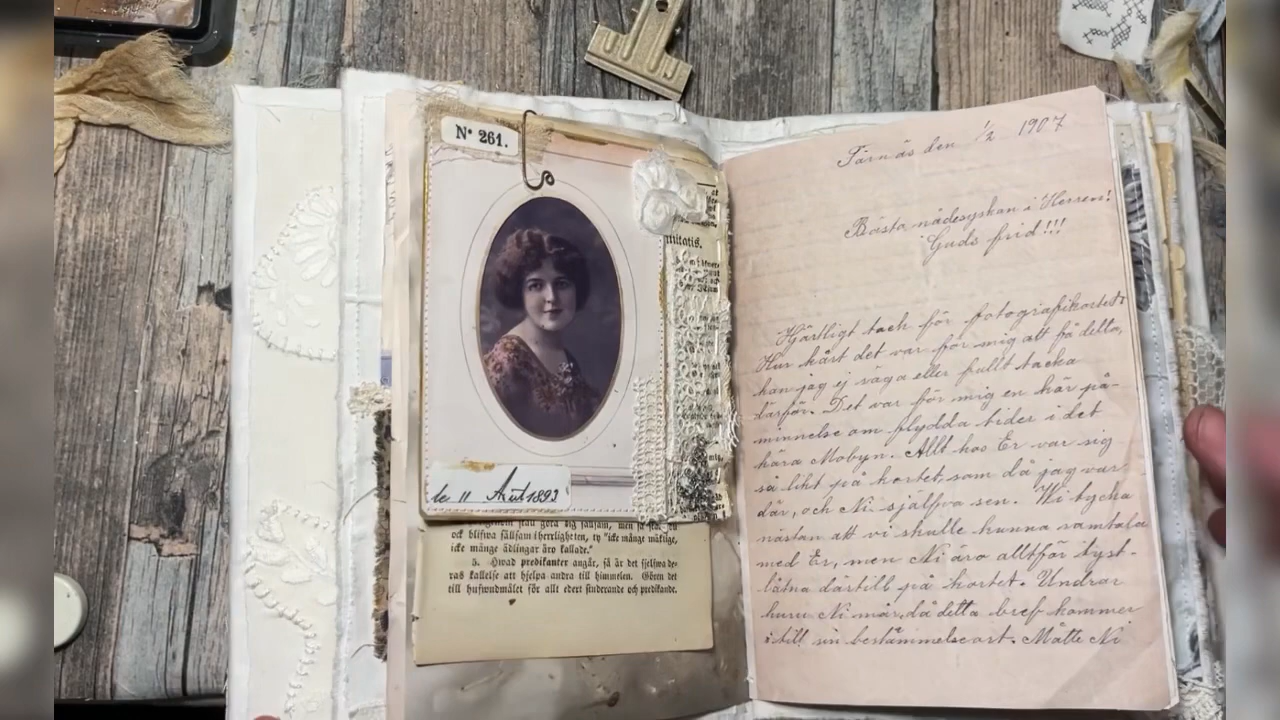 Nº 261.
mitatis.
le 11 Aut 1893
ock blifwa fällsam i herrligheten, ty "icke månge mäktige,
icke månge ädlingar äro kallade."
5. Hwad predikanter angår, så är det sjelfwa de-
ras kallelse att hjelpa andra till himmelen. Gören det
till hufwudmålet för allt edert studerande och predikande.
Tärnäs den 1/2 1907
Bästa nådesyskon i Herren!
Guds frid!!!
Hjärtligt tack för fotografikortet.
Hur kärt det var för mig att få detta,
kan jag ej säga eller fullt tacka
därför. Det var för mig en kär på-
minnelse om flydda tider i det
kära Mobyn. Allt hos Er var sig
så likt på kortet som då jag var
där, och Ni själfva sen. Wi tycka
nästan att vi skulle kunna samtala
med Er, men Ni äro alltför tyst-
låtna därtill på kortet. Undrar
huru Ni mår, då detta bref kommer
till sin bestämmelseort. Måtte Ni